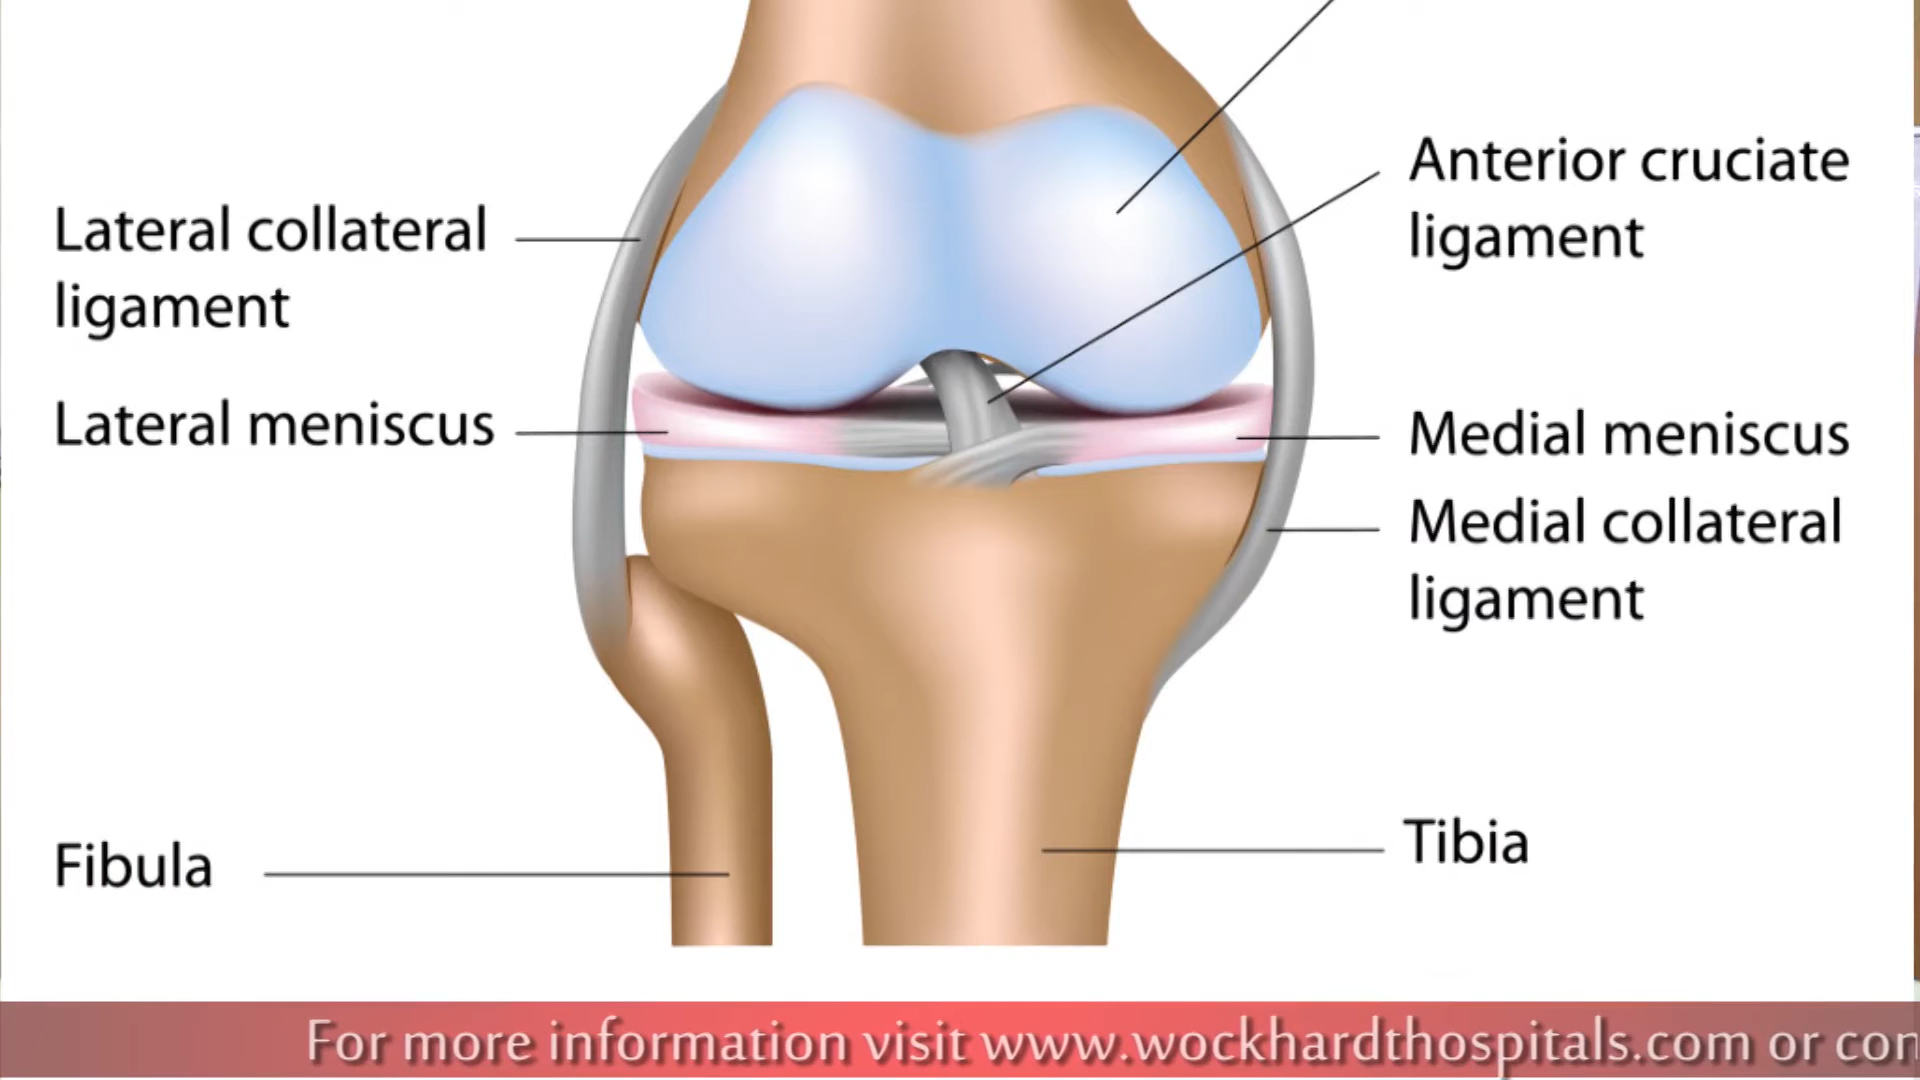 Lateral collateral
ligament
Lateral meniscus
Fibula
Anterior cruciate
ligament
Medial meniscus
Medial collateral
ligament
Tibia
For more information visit www.wockhardthospitals.com or con